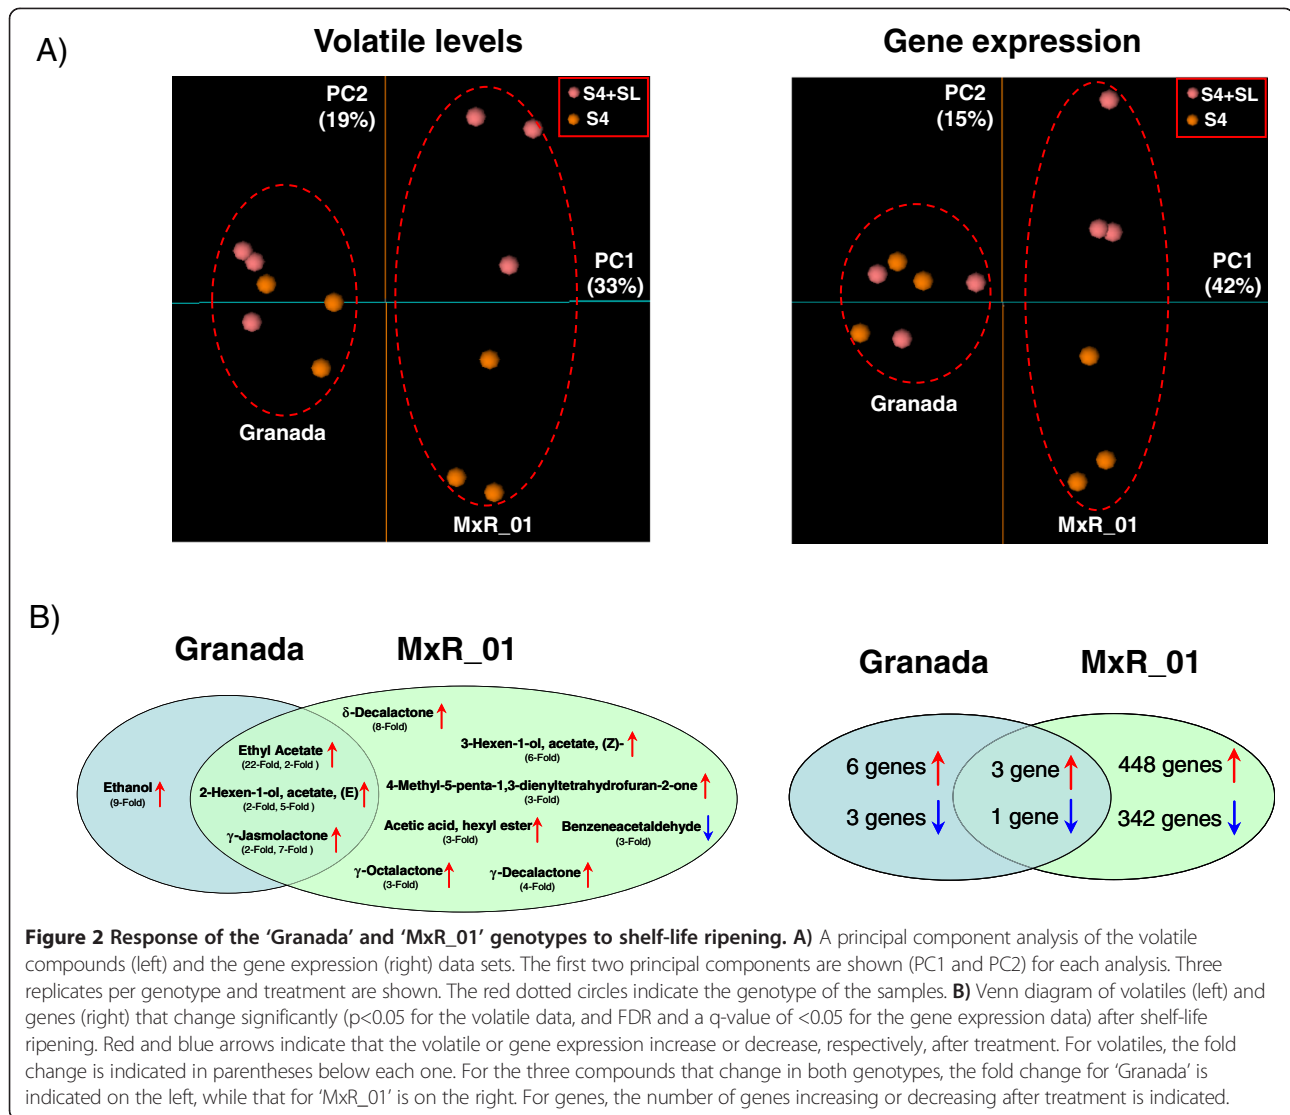 A)
Volatile levels
Gene expression
PC2
(19%)
S4+SL
S4
PC1
(33%)
Granada
MxR_01
PC2
(15%)
S4+SL
S4
PC1
(42%)
Granada
MxR_01
B)
Granada
MxR_01
Ethanol
(9-Fold)
Ethyl Acetate
(22-Fold, 2-Fold )
2-Hexen-1-ol, acetate, (E)
(2-Fold, 5-Fold )
γ-Jasmolactone
(2-Fold, 7-Fold )
δ-Decalactone
(8-Fold)
3-Hexen-1-ol, acetate, (Z)-
(6-Fold)
4-Methyl-5-penta-1,3-dienyltetrahydrofuran-2-one
(3-Fold)
Acetic acid, hexyl ester
(3-Fold)
Benzeneacetaldehyde
(3-Fold)
γ-Octalactone
(3-Fold)
γ-Decalactone
(4-Fold)
Granada
MxR_01
6 genes
3 genes
3 gene
1 gene
448 genes
342 genes
Figure 2 Response of the ‘Granada’ and ‘MxR_01’ genotypes to shelf-life ripening. A) A principal component analysis of the volatile
compounds (left) and the gene expression (right) data sets. The first two principal components are shown (PC1 and PC2) for each analysis. Three
replicates per genotype and treatment are shown. The red dotted circles indicate the genotype of the samples. B) Venn diagram of volatiles (left) and
genes (right) that change significantly (p<0.05 for the volatile data, and FDR and a q-value of <0.05 for the gene expression data) after shelf-life
ripening. Red and blue arrows indicate that the volatile or gene expression increase or decrease, respectively, after treatment. For volatiles, the fold
change is indicated in parentheses below each one. For the three compounds that change in both genotypes, the fold change for ‘Granada’ is
indicated on the left, while that for ‘MxR_01’ is on the right. For genes, the number of genes increasing or decreasing after treatment is indicated.